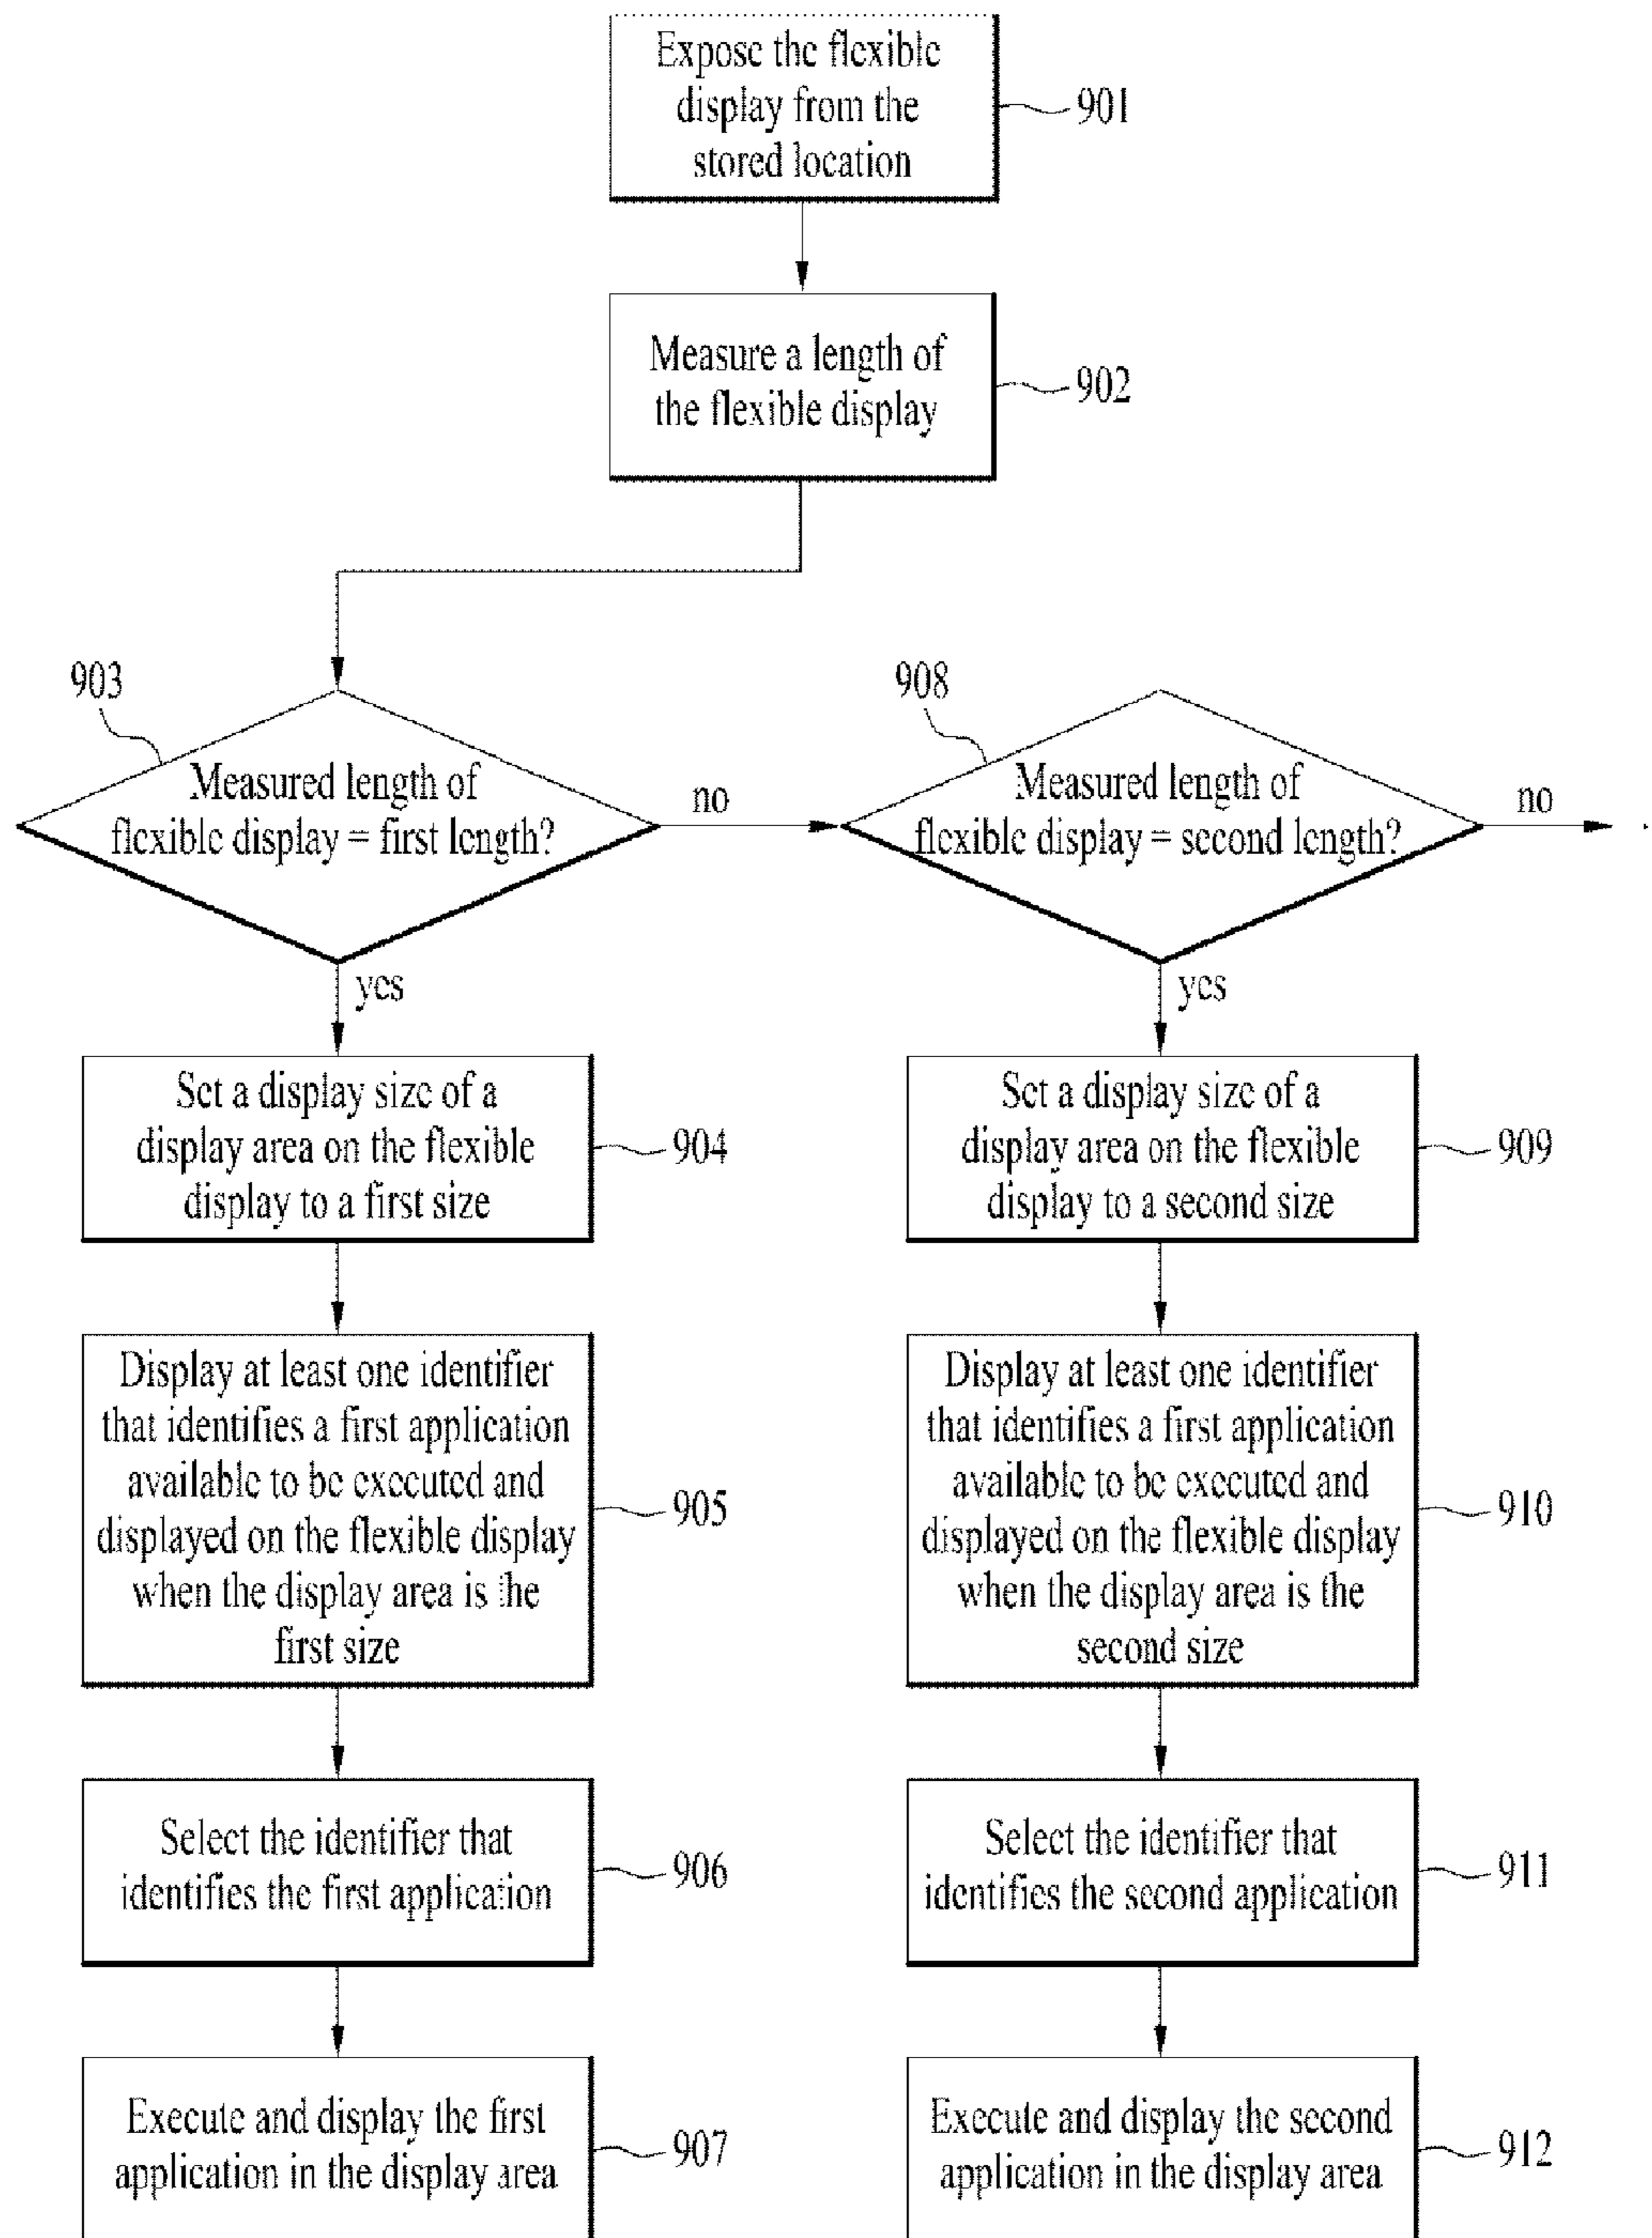 Expose the flexible
display from the
stored location
901
Measure a length of
the flexible display
902
903
Measured length of
flexible display = first length?
no
yes
908
Measured length of
flexible display = second length?
no
yes
Set a display size of a
display area on the flexible
display to a first size
904
Display at least one identifier
that identifies a first application
available to be executed and
displayed on the flexible display
when the display area is the
first size
905
Select the identifier that
identifies the first application
906
Execute and display the first
application in the display area
907
Set a display size of a
display area on the flexible
display to a second size
909
Display at least one identifier
that identifies a first application
available to be executed and
displayed on the flexible display
when the display area is the
second size
910
Select the identifier that
identifies the second application
911
Execute and display the second
application in the display area
912